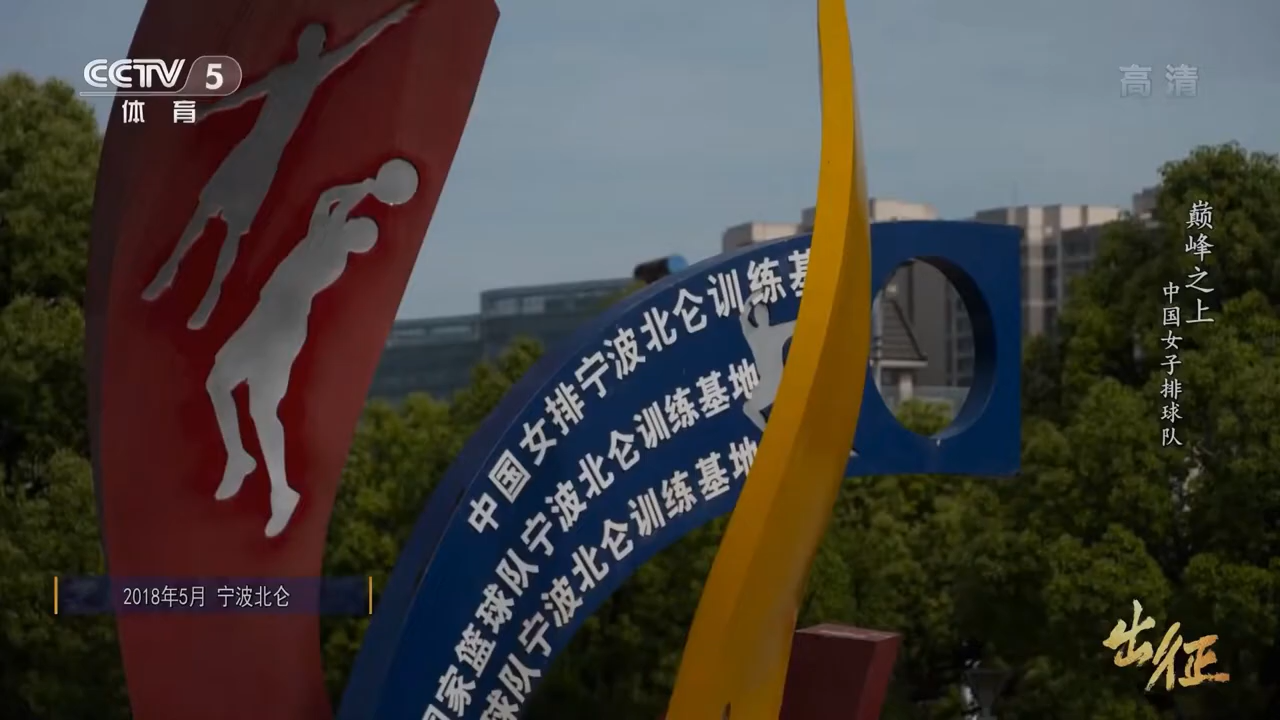 CCTV 5
体育
高清
巅峰之上
中国女子排球队
中国女排宁波北仑训练基
国家篮球队宁波北仑训练基地
球队宁波北仑训练基地
2018年5月 宁波北仑
出征